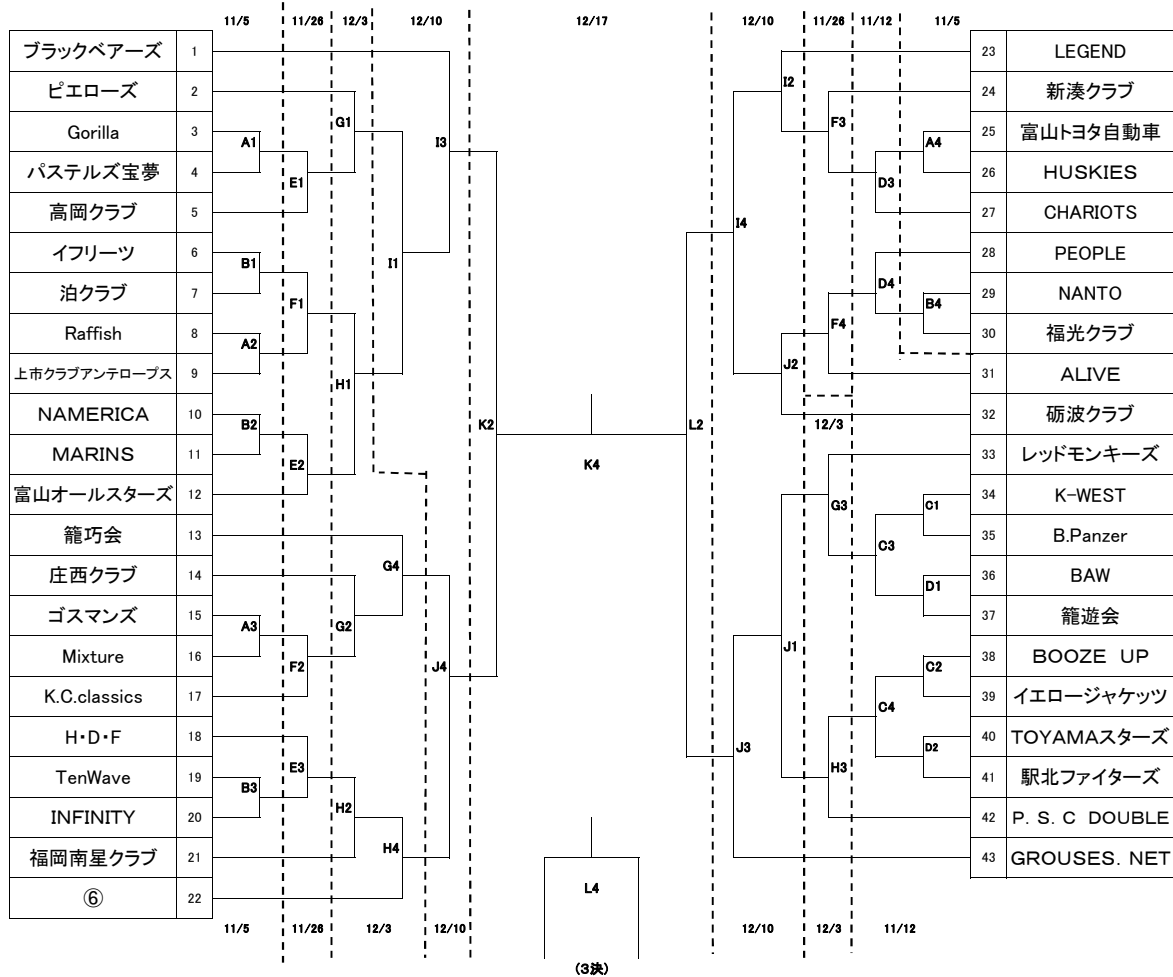 11/5 11/26 12/3 12/10 12/17 12/10 11/26 11/12 11/5
ブラックベアーズ 1
ピエローズ 2
Gorilla 3
パステルズ宝夢 4
高岡クラブ 5
イフリーツ 6
泊クラブ 7
Raffish 8
上市クラブアンテロープス 9
NAMERICA 10
MARINS 11
富山オールスターズ 12
籠巧会 13
庄西クラブ 14
ゴスマンズ 15
Mixture 16
K.C.classics 17
H・D・F 18
TenWave 19
INFINITY 20
福岡南星クラブ 21
⑥ 22
A1
B1
A2
B2
A3
B3
E1
F1
E2
F2
E3
G1
H1
G2
H2
I1
G4
H4
I3
J4
K2
K4
L4
(3決)
L2
I4
J3
I2
J2
J1
F3
F4
12/3
G3
H3
D3
D4
C3
C4
A4
B4
C1
D1
C2
D2
23 LEGEND
24 新湊クラブ
25 富山トヨタ自動車
26 HUSKIES
27 CHARIOTS
28 PEOPLE
29 NANTO
30 福光クラブ
31 ALIVE
32 砺波クラブ
33 レッドモンキーズ
34 K-WEST
35 B.Panzer
36 BAW
37 籠遊会
38 BOOZE UP
39 イエロージャケッツ
40 TOYAMAスターズ
41 駅北ファイターズ
42 P.S.C DOUBLE
43 GROUSES.NET
11/5 11/26 12/3 12/10 12/10 12/3 11/12